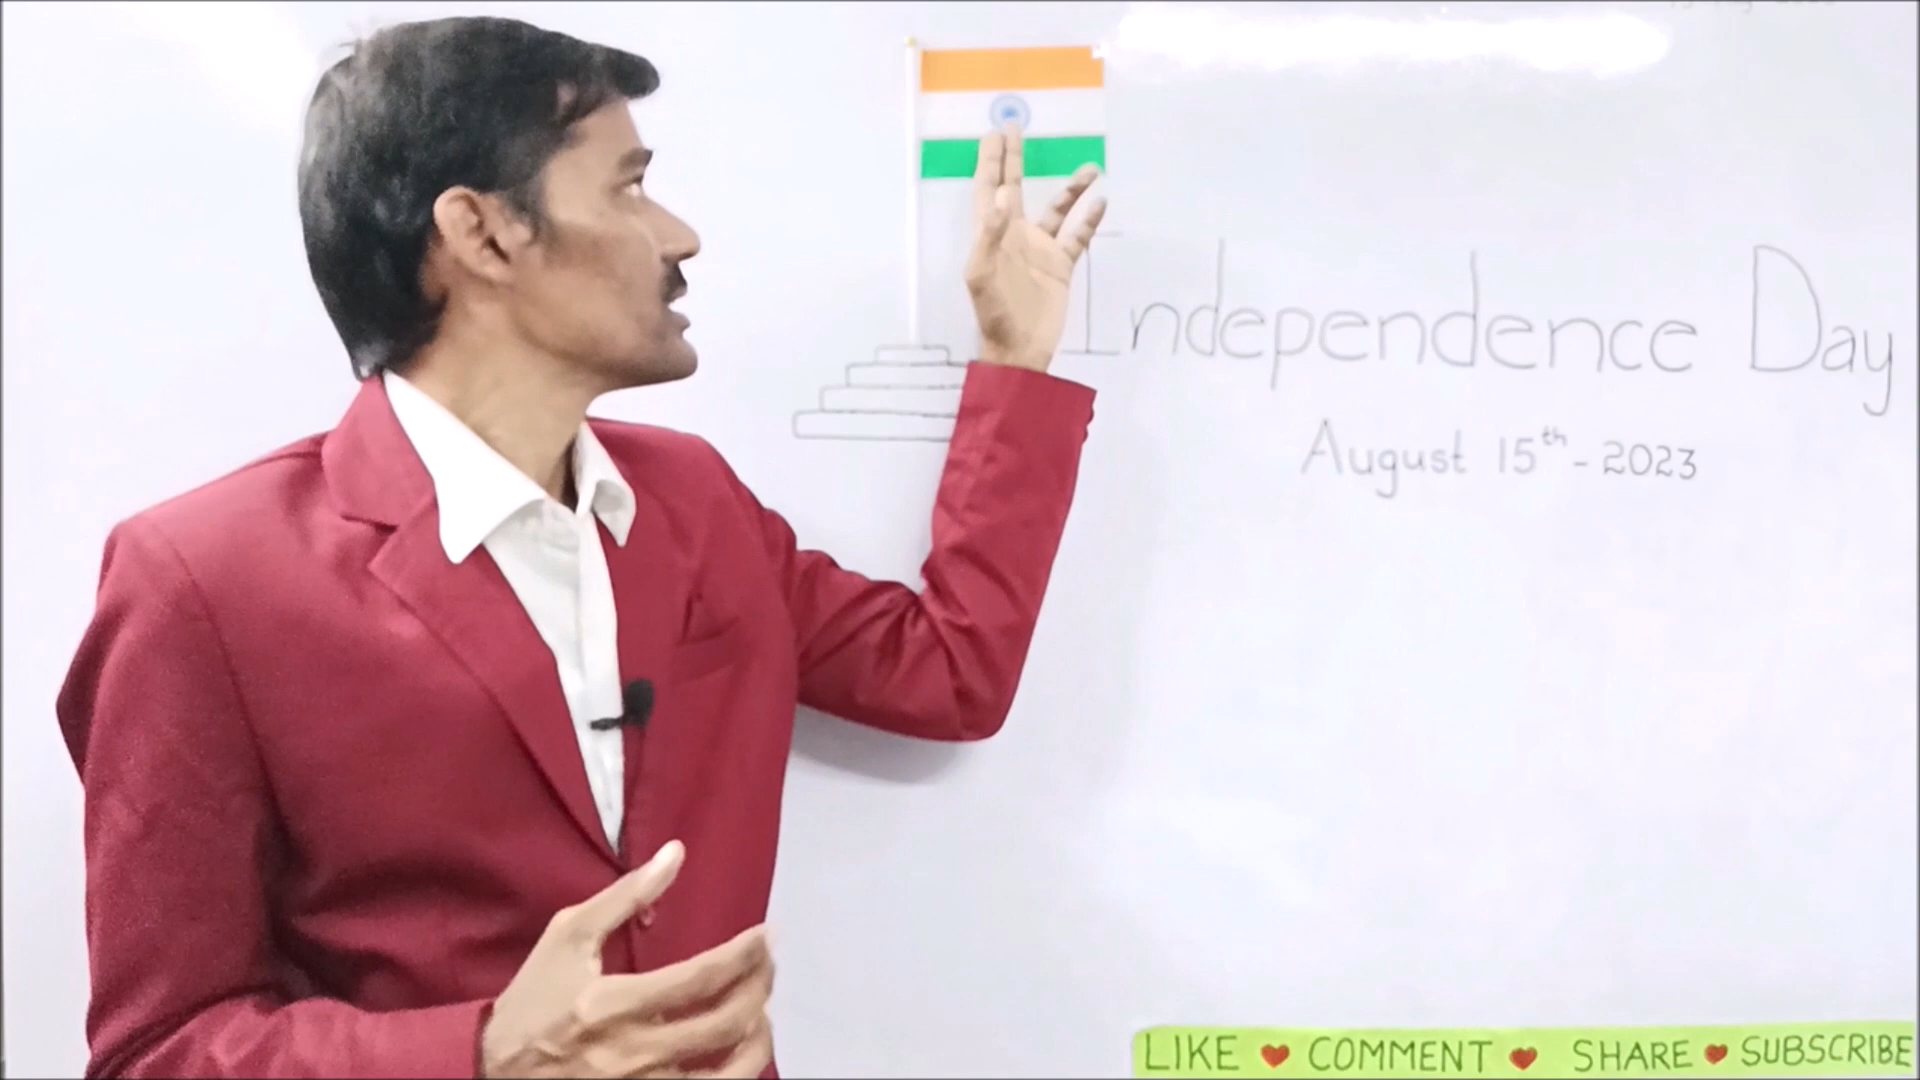 Independence Day
August 15th - 2023
LIKE ❤ COMMENT ❤ SHARE ❤ SUBSCRIBE